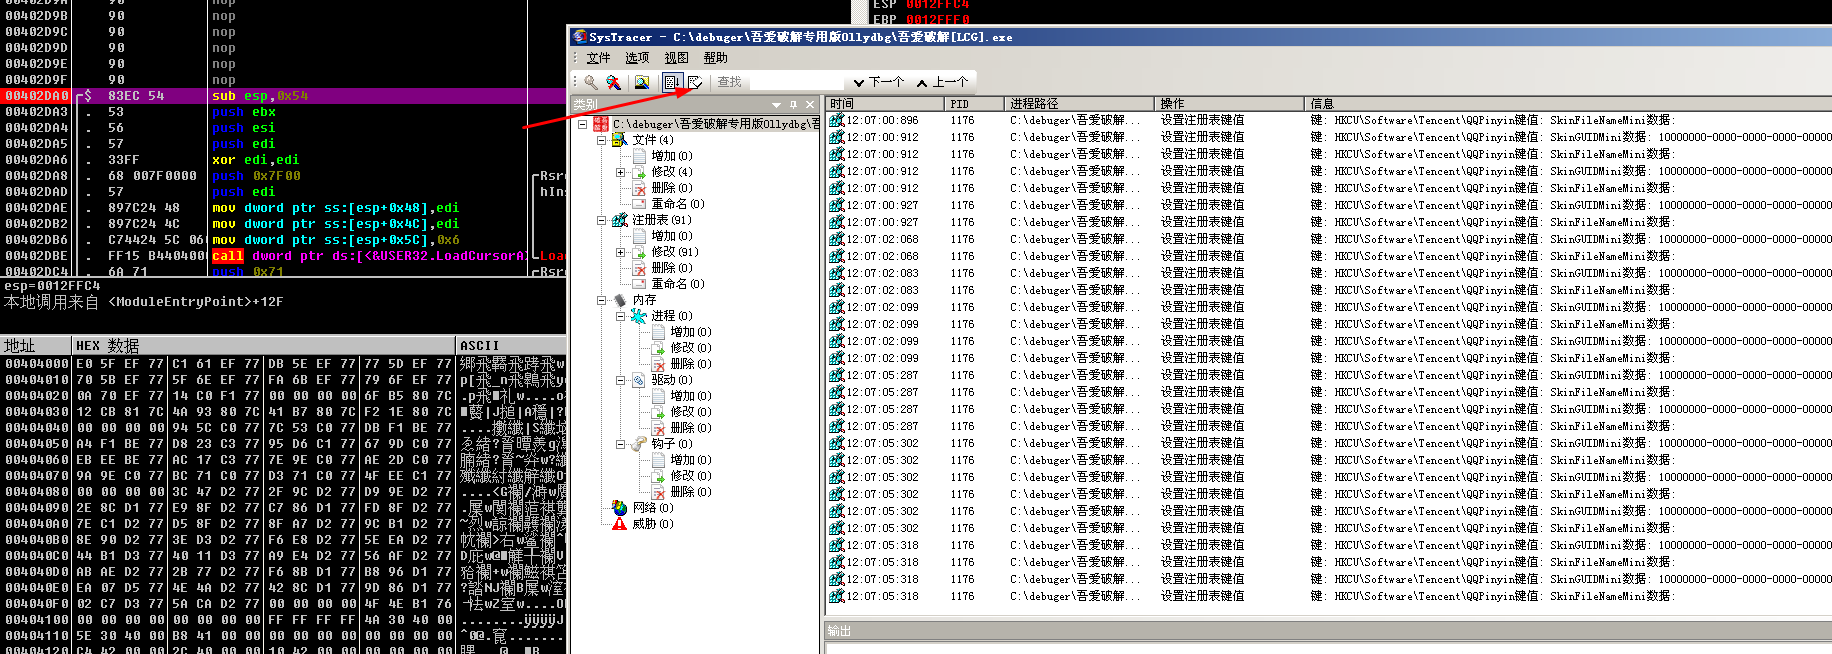 00402D9A 90 nop
00402D9B 90 nop
00402D9C 90 nop
00402D9D 90 nop
00402D9E 90 nop
00402D9F 90 nop
00402DA0 $ 83EC 54 sub esp,0x54
00402DA3 . 53 push ebx
00402DA4 . 56 push esi
00402DA5 . 57 push edi
00402DA6 . 33FF xor edi,edi
00402DA8 . 68 007F0000 push 0x7F00
00402DAD . 57 push edi
00402DAE . 897C24 48 mov dword ptr ss:[esp+0x48],edi
00402DB2 . 897C24 4C mov dword ptr ss:[esp+0x4C],edi
00402DB6 . C74424 5C 06 mov dword ptr ss:[esp+0x5C],0x6
00402DBE . FF15 B4404000 call dword ptr ds:[<&USER32.LoadCursorA>
00402DC4 . 6A 71 push 0x71
Rsr
hIns
Loa
Rsr
esp=0012FFC4
本地调用来自 <ModuleEntryPoint>+12F
地址 HEX 数据 ASCII
00404000 E0 5F EF 77 C1 61 EF 77 DB 5E EF 77 77 5D EF 77
00404010 70 5B EF 77 5F 6E EF 77 FA 6B EF 77 79 6F EF 77
00404020 0A 70 EF 77 14 C0 F1 77 00 00 00 00 6F B5 80 7C
00404030 12 CB 81 7C 4A 93 80 7C 41 B7 80 7C F2 1E 80 7C
00404040 00 00 00 00 94 5C C0 77 7C 53 C0 77 DB F1 BE 77
00404050 A4 F1 BE 77 D8 23 C3 77 95 D6 C1 77 67 9D C0 77
00404060 EB EE BE 77 AC 17 C3 77 7E 9E C0 77 AE 2D C0 77
00404070 9A 9E C0 77 BC 71 C0 77 D3 71 C0 77 4F EE C1 77
00404080 00 00 00 00 3C 47 D2 77 2F 9C D2 77 D9 9E D2 77
00404090 2E 8C D1 77 E9 8F D2 77 C7 86 D1 77 FD 8F D2 77
004040A0 7E C1 D2 77 D5 8F D2 77 8F A7 D2 77 9C B1 D2 77
004040B0 8E 90 D2 77 3E D3 D2 77 F6 E8 D2 77 5E EA D2 77
004040C0 44 B1 D3 77 40 11 D3 77 A9 E4 D2 77 56 AF D2 77
004040D0 AB AE D2 77 2B 77 D2 77 F6 8B D1 77 B8 96 D1 77
004040E0 EA 07 D5 77 4E 4A D2 77 42 8C D1 77 9D 86 D1 77
004040F0 02 C7 D3 77 5A CA D2 77 00 00 00 00 4F 4E B1 76
00404100 00 00 00 00 00 00 00 00 FF FF FF FF 4A 30 40 00
00404110 5E 30 40 00 B8 41 00 00 00 00 00 00 00 00 00 00
00404120 C4 42 00 00 2C 40 00 00 10 42 00 00 00 00 00 00
ESP 0012FFC4
EBP 0012FFF0
SysTracer - C:\debuger\吾爱破解专用版Ollydbg\吾爱破解[LCG].exe
文件 选项 视图 帮助
查找 下一个 上一个
类别
C:\debuger\吾爱破解专用版Ollydbg\吾
文件(4)
增加(0)
修改(4)
删除(0)
重命名(0)
注册表(91)
增加(0)
修改(91)
删除(0)
重命名(0)
内存
进程(0)
增加(0)
修改(0)
删除(0)
驱动(0)
增加(0)
修改(0)
删除(0)
钩子(0)
增加(0)
修改(0)
删除(0)
网络(0)
威胁(0)
时间 PID 进程路径 操作 信息
12:07:00:896 1176 C:\debuger\吾爱破解... 设置注册表键值 键: HKCU\Software\Tencent\QQPinyin键值: SkinFileNameMini数据:
12:07:00:912 1176 C:\debuger\吾爱破解... 设置注册表键值 键: HKCU\Software\Tencent\QQPinyin键值: SkinGUIDMini数据: 10000000-0000-0000-0000-00000
12:07:00:912 1176 C:\debuger\吾爱破解... 设置注册表键值 键: HKCU\Software\Tencent\QQPinyin键值: SkinFileNameMini数据:
12:07:00:912 1176 C:\debuger\吾爱破解... 设置注册表键值 键: HKCU\Software\Tencent\QQPinyin键值: SkinGUIDMini数据: 10000000-0000-0000-0000-00000
12:07:00:912 1176 C:\debuger\吾爱破解... 设置注册表键值 键: HKCU\Software\Tencent\QQPinyin键值: SkinFileNameMini数据:
12:07:00:927 1176 C:\debuger\吾爱破解... 设置注册表键值 键: HKCU\Software\Tencent\QQPinyin键值: SkinGUIDMini数据: 10000000-0000-0000-0000-00000
12:07:00:927 1176 C:\debuger\吾爱破解... 设置注册表键值 键: HKCU\Software\Tencent\QQPinyin键值: SkinFileNameMini数据:
12:07:02:068 1176 C:\debuger\吾爱破解... 设置注册表键值 键: HKCU\Software\Tencent\QQPinyin键值: SkinGUIDMini数据: 10000000-0000-0000-0000-00000
12:07:02:068 1176 C:\debuger\吾爱破解... 设置注册表键值 键: HKCU\Software\Tencent\QQPinyin键值: SkinFileNameMini数据:
12:07:02:083 1176 C:\debuger\吾爱破解... 设置注册表键值 键: HKCU\Software\Tencent\QQPinyin键值: SkinGUIDMini数据: 10000000-0000-0000-0000-00000
12:07:02:083 1176 C:\debuger\吾爱破解... 设置注册表键值 键: HKCU\Software\Tencent\QQPinyin键值: SkinFileNameMini数据:
12:07:02:099 1176 C:\debuger\吾爱破解... 设置注册表键值 键: HKCU\Software\Tencent\QQPinyin键值: SkinGUIDMini数据: 10000000-0000-0000-0000-00000
12:07:02:099 1176 C:\debuger\吾爱破解... 设置注册表键值 键: HKCU\Software\Tencent\QQPinyin键值: SkinFileNameMini数据:
12:07:02:099 1176 C:\debuger\吾爱破解... 设置注册表键值 键: HKCU\Software\Tencent\QQPinyin键值: SkinGUIDMini数据: 10000000-0000-0000-0000-00000
12:07:02:099 1176 C:\debuger\吾爱破解... 设置注册表键值 键: HKCU\Software\Tencent\QQPinyin键值: SkinFileNameMini数据:
12:07:05:287 1176 C:\debuger\吾爱破解... 设置注册表键值 键: HKCU\Software\Tencent\QQPinyin键值: SkinGUIDMini数据: 10000000-0000-0000-0000-00000
12:07:05:287 1176 C:\debuger\吾爱破解... 设置注册表键值 键: HKCU\Software\Tencent\QQPinyin键值: SkinFileNameMini数据:
12:07:05:287 1176 C:\debuger\吾爱破解... 设置注册表键值 键: HKCU\Software\Tencent\QQPinyin键值: SkinGUIDMini数据: 10000000-0000-0000-0000-00000
12:07:05:287 1176 C:\debuger\吾爱破解... 设置注册表键值 键: HKCU\Software\Tencent\QQPinyin键值: SkinFileNameMini数据:
12:07:05:302 1176 C:\debuger\吾爱破解... 设置注册表键值 键: HKCU\Software\Tencent\QQPinyin键值: SkinGUIDMini数据: 10000000-0000-0000-0000-00000
12:07:05:302 1176 C:\debuger\吾爱破解... 设置注册表键值 键: HKCU\Software\Tencent\QQPinyin键值: SkinFileNameMini数据:
12:07:05:302 1176 C:\debuger\吾爱破解... 设置注册表键值 键: HKCU\Software\Tencent\QQPinyin键值: SkinGUIDMini数据: 10000000-0000-0000-0000-00000
12:07:05:302 1176 C:\debuger\吾爱破解... 设置注册表键值 键: HKCU\Software\Tencent\QQPinyin键值: SkinFileNameMini数据:
12:07:05:302 1176 C:\debuger\吾爱破解... 设置注册表键值 键: HKCU\Software\Tencent\QQPinyin键值: SkinGUIDMini数据: 10000000-0000-0000-0000-00000
12:07:05:302 1176 C:\debuger\吾爱破解... 设置注册表键值 键: HKCU\Software\Tencent\QQPinyin键值: SkinFileNameMini数据:
12:07:05:318 1176 C:\debuger\吾爱破解... 设置注册表键值 键: HKCU\Software\Tencent\QQPinyin键值: SkinGUIDMini数据: 10000000-0000-0000-0000-00000
12:07:05:318 1176 C:\debuger\吾爱破解... 设置注册表键值 键: HKCU\Software\Tencent\QQPinyin键值: SkinFileNameMini数据:
12:07:05:318 1176 C:\debuger\吾爱破解... 设置注册表键值 键: HKCU\Software\Tencent\QQPinyin键值: SkinGUIDMini数据: 10000000-0000-0000-0000-00000
12:07:05:318 1176 C:\debuger\吾爱破解... 设置注册表键值 键: HKCU\Software\Tencent\QQPinyin键值: SkinFileNameMini数据:
输出